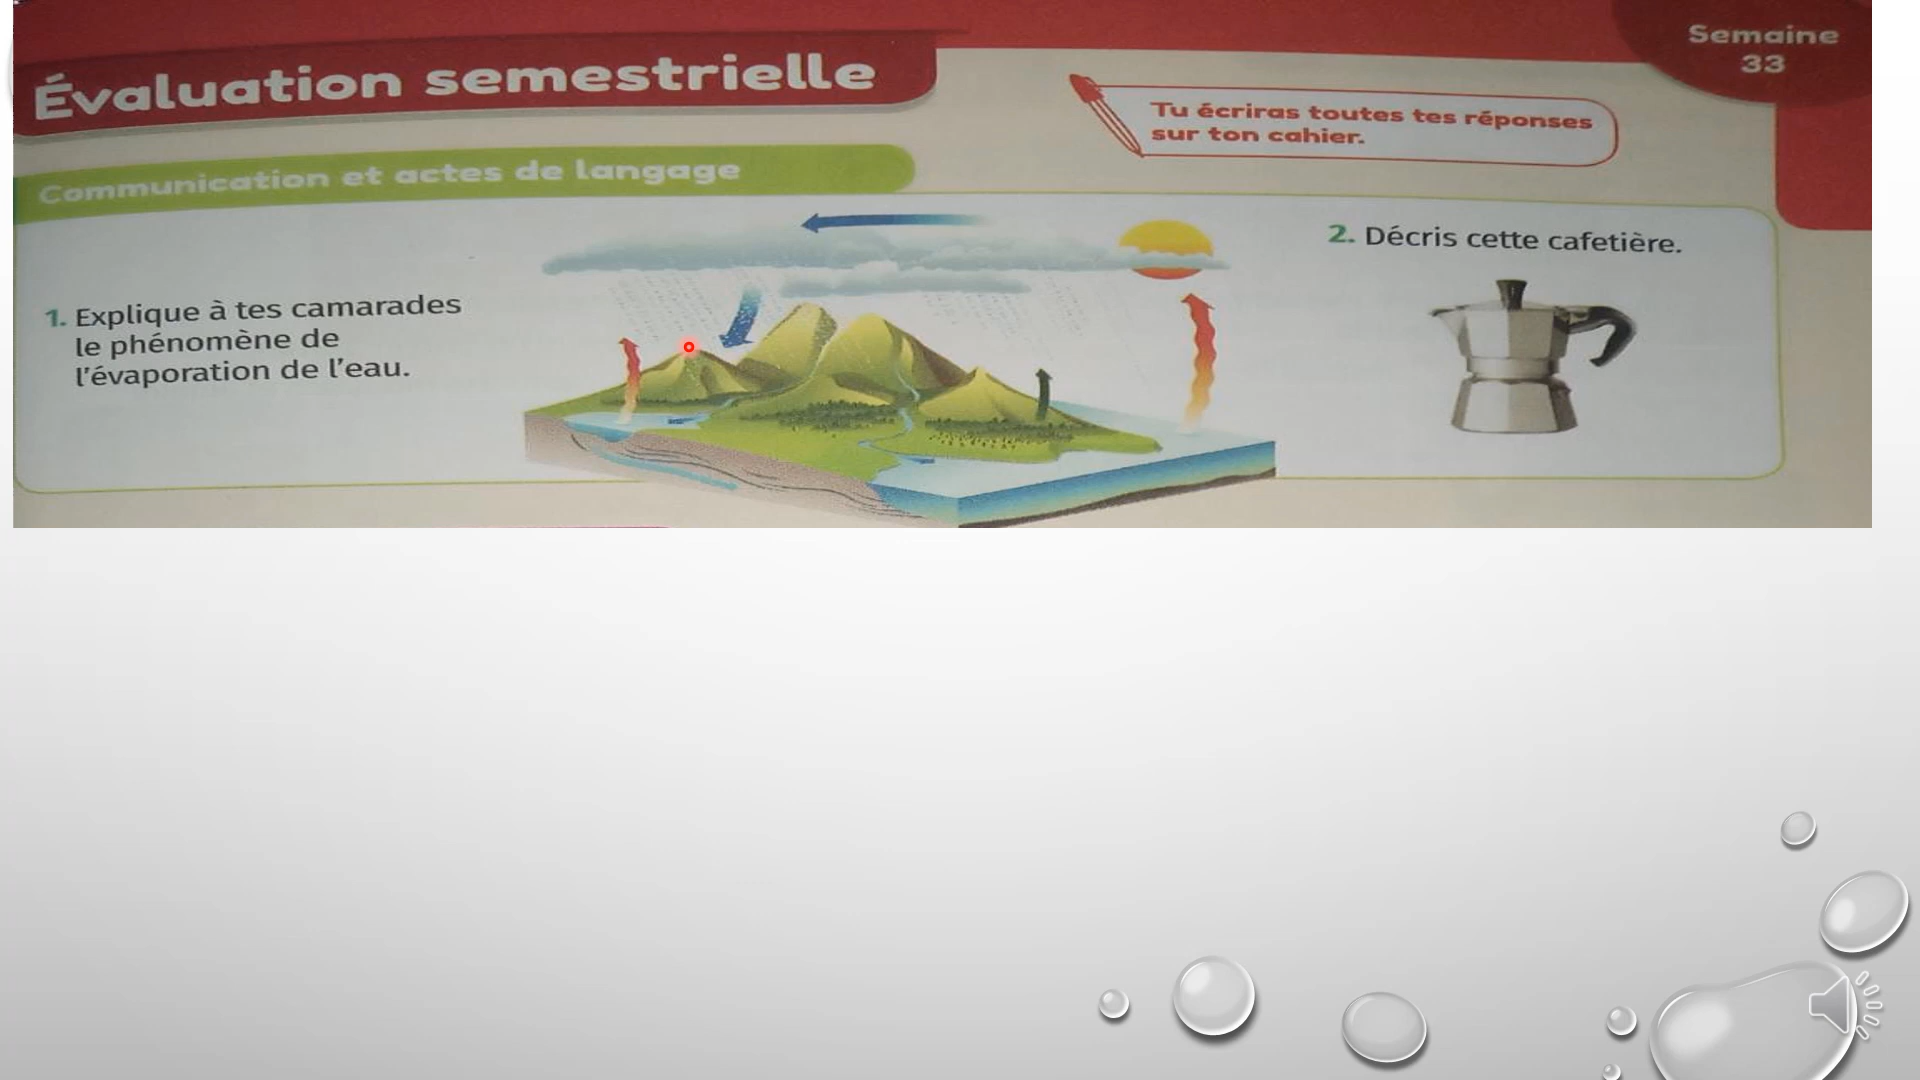 Semaine
33
Évaluation semestrielle
Tu écriras toutes tes réponses
sur ton cahier.
Communication et actes de langage
1. Explique à tes camarades
le phénomène de
l'évaporation de l'eau.
2. Décris cette cafetière.